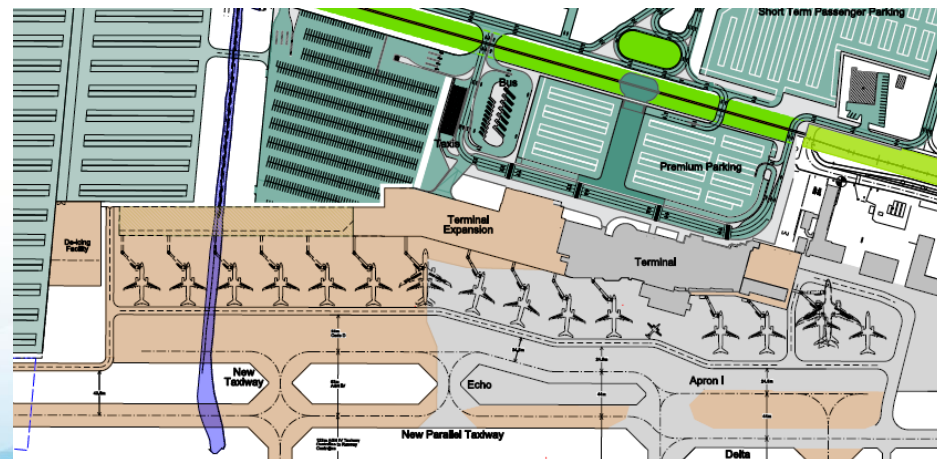 Short Term Passenger Parking
Bus
Taxis
Premium Parking
Terminal
Expansion
De-icing
Facility
Terminal
New
Taxiway
Echo
Apron I
New Parallel Taxiway
Delta